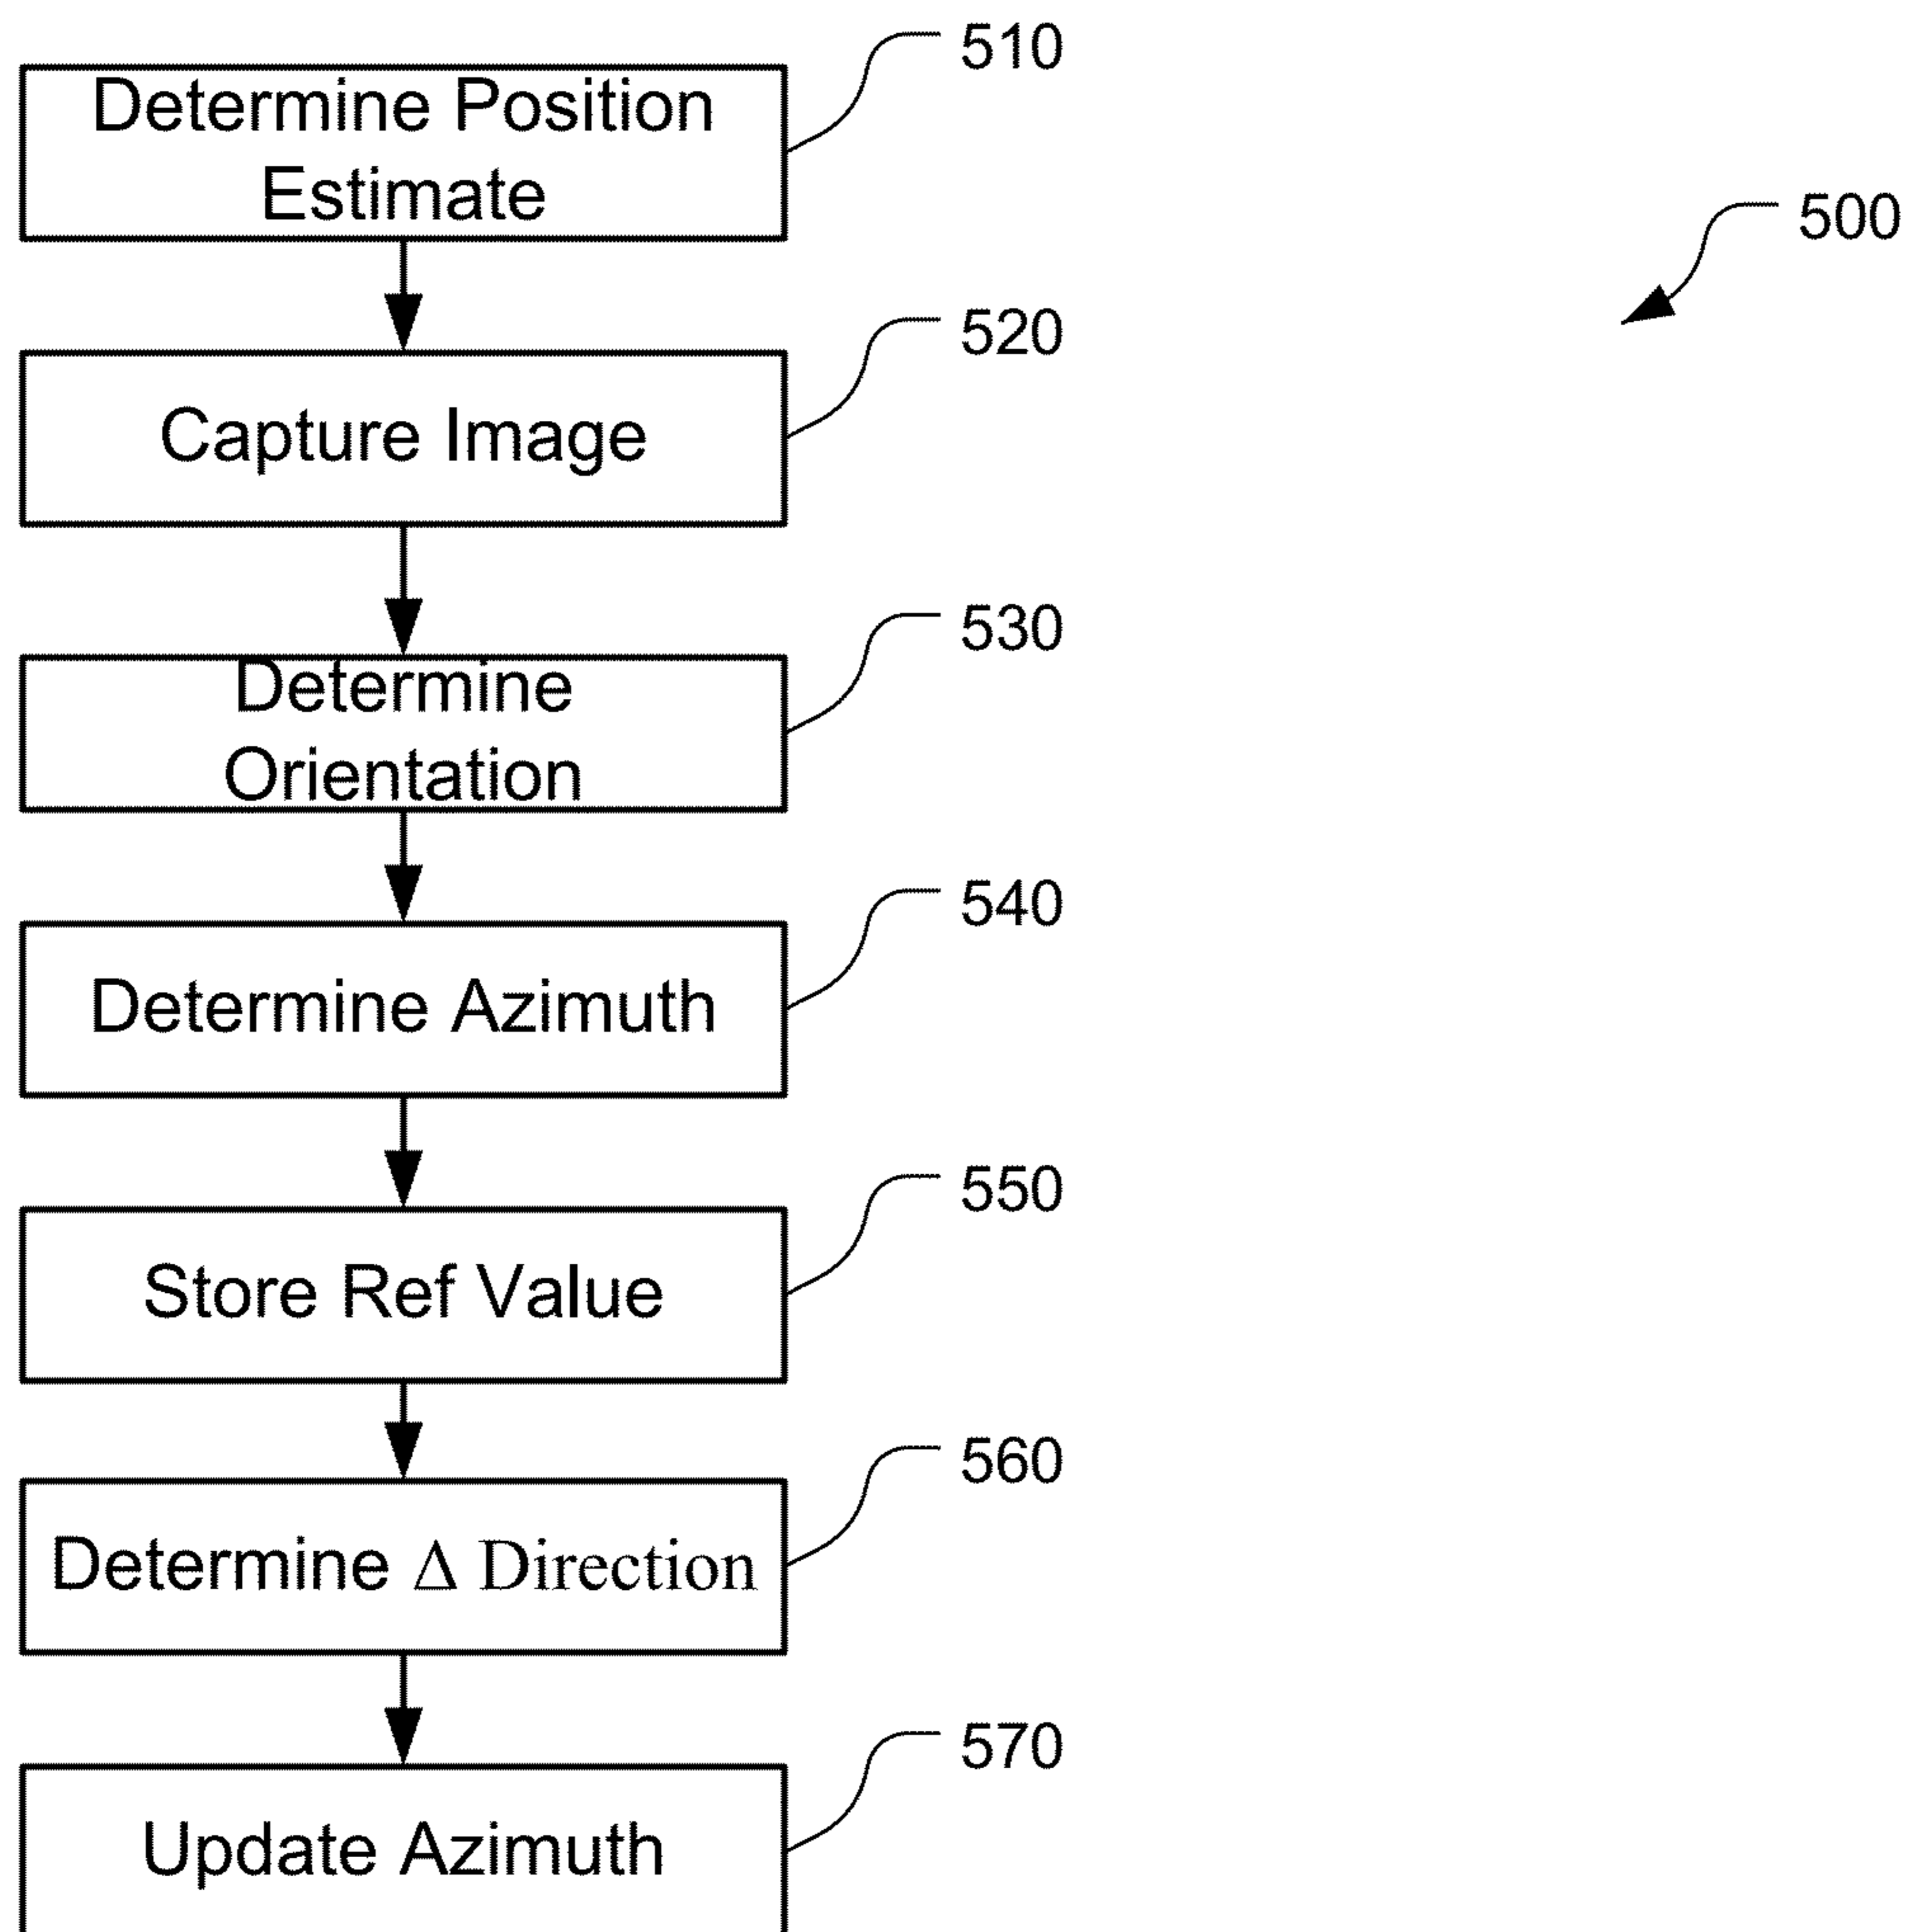 510
Determine Position
Estimate
500
520
Capture Image
530
Determine
Orientation
540
Determine Azimuth
550
Store Ref Value
560
Determine Δ Direction
570
Update Azimuth